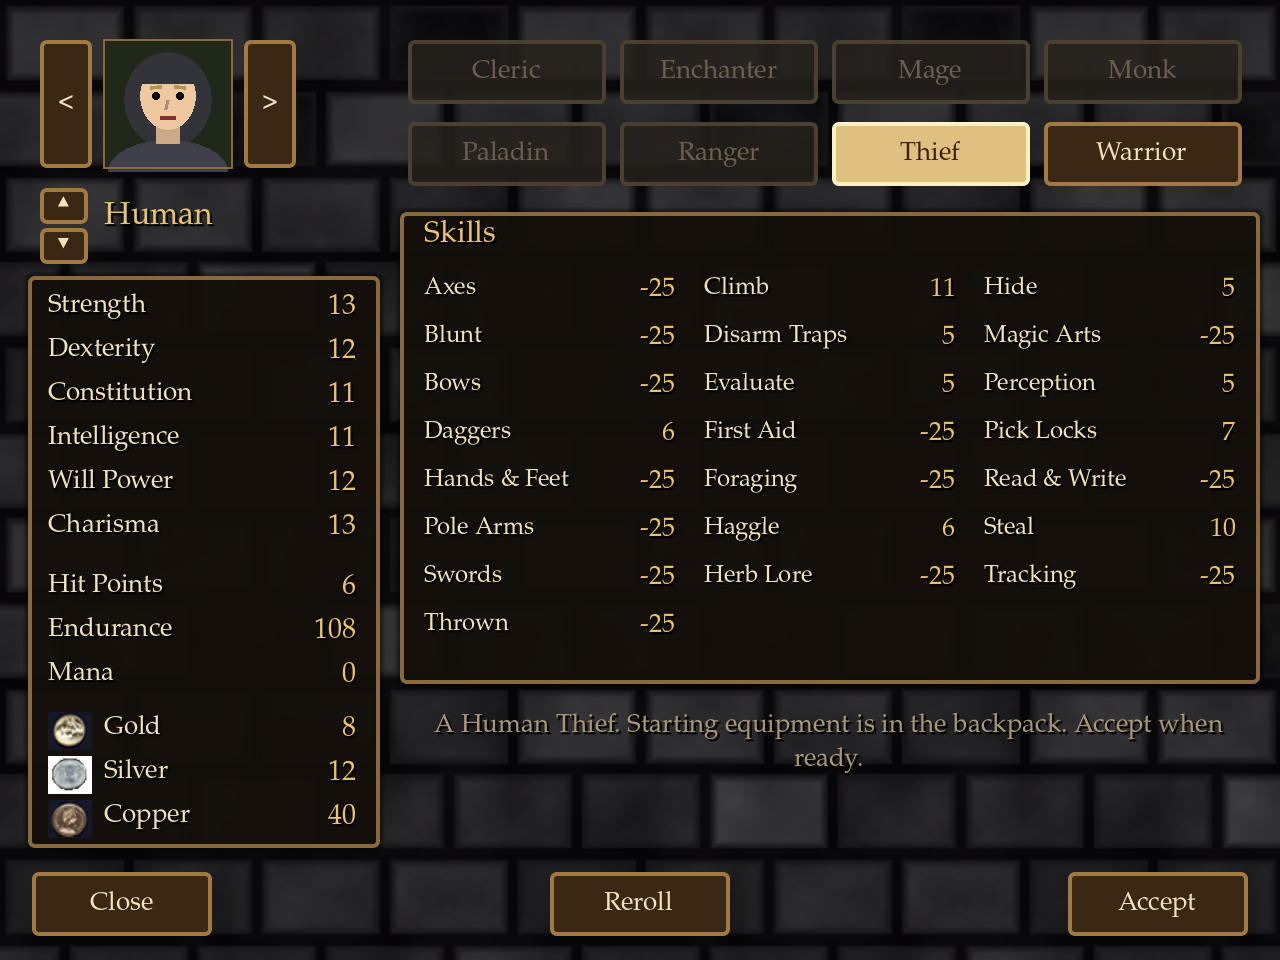 < >
Cleric Enchanter Mage Monk
Paladin Ranger Thief Warrior
▲
▼
Human
Strength 13
Dexterity 12
Constitution 11
Intelligence 11
Will Power 12
Charisma 13
Hit Points 6
Endurance 108
Mana 0
Gold 8
Silver 12
Copper 40
Skills
Axes -25 Climb 11 Hide 5
Blunt -25 Disarm Traps 5 Magic Arts -25
Bows -25 Evaluate 5 Perception 5
Daggers 6 First Aid -25 Pick Locks 7
Hands & Feet -25 Foraging -25 Read & Write -25
Pole Arms -25 Haggle 6 Steal 10
Swords -25 Herb Lore -25 Tracking -25
Thrown -25
A Human Thief. Starting equipment is in the backpack. Accept when
ready.
Close Reroll Accept